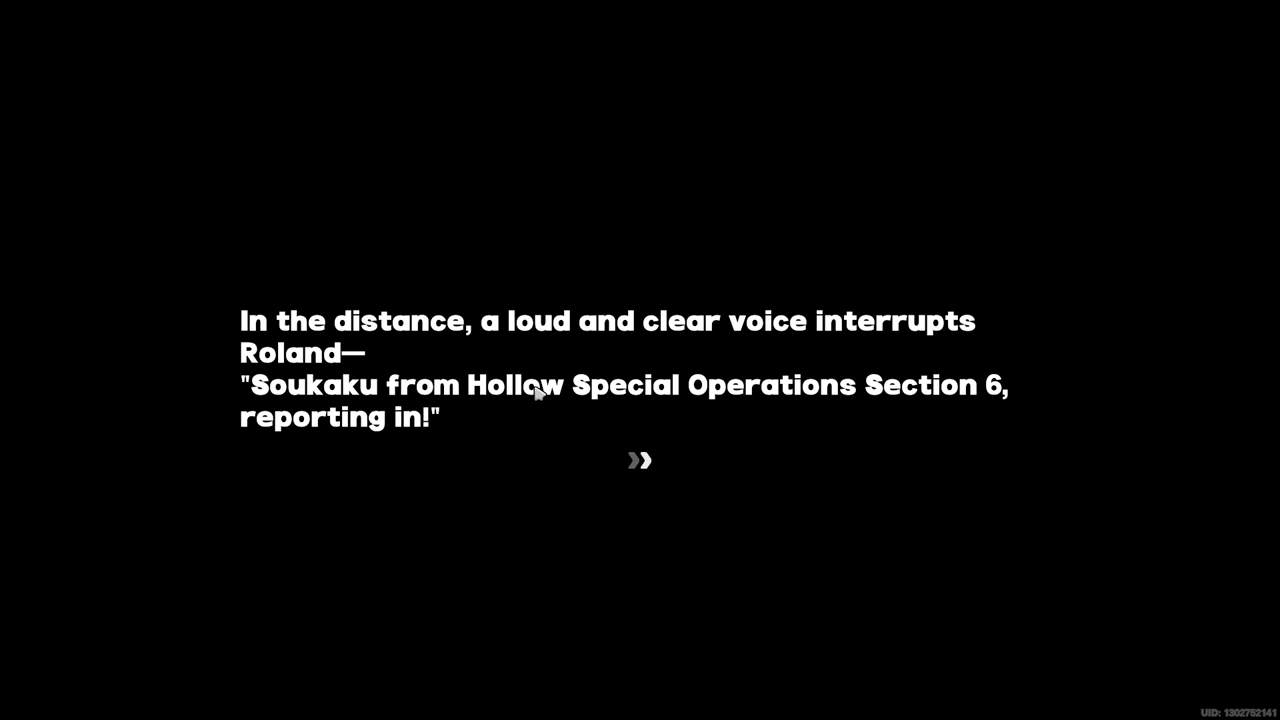 In the distance, a loud and clear voice interrupts
Roland—
"Soukaku from Hollow Special Operations Section 6,
reporting in!"
UID: 1302752141